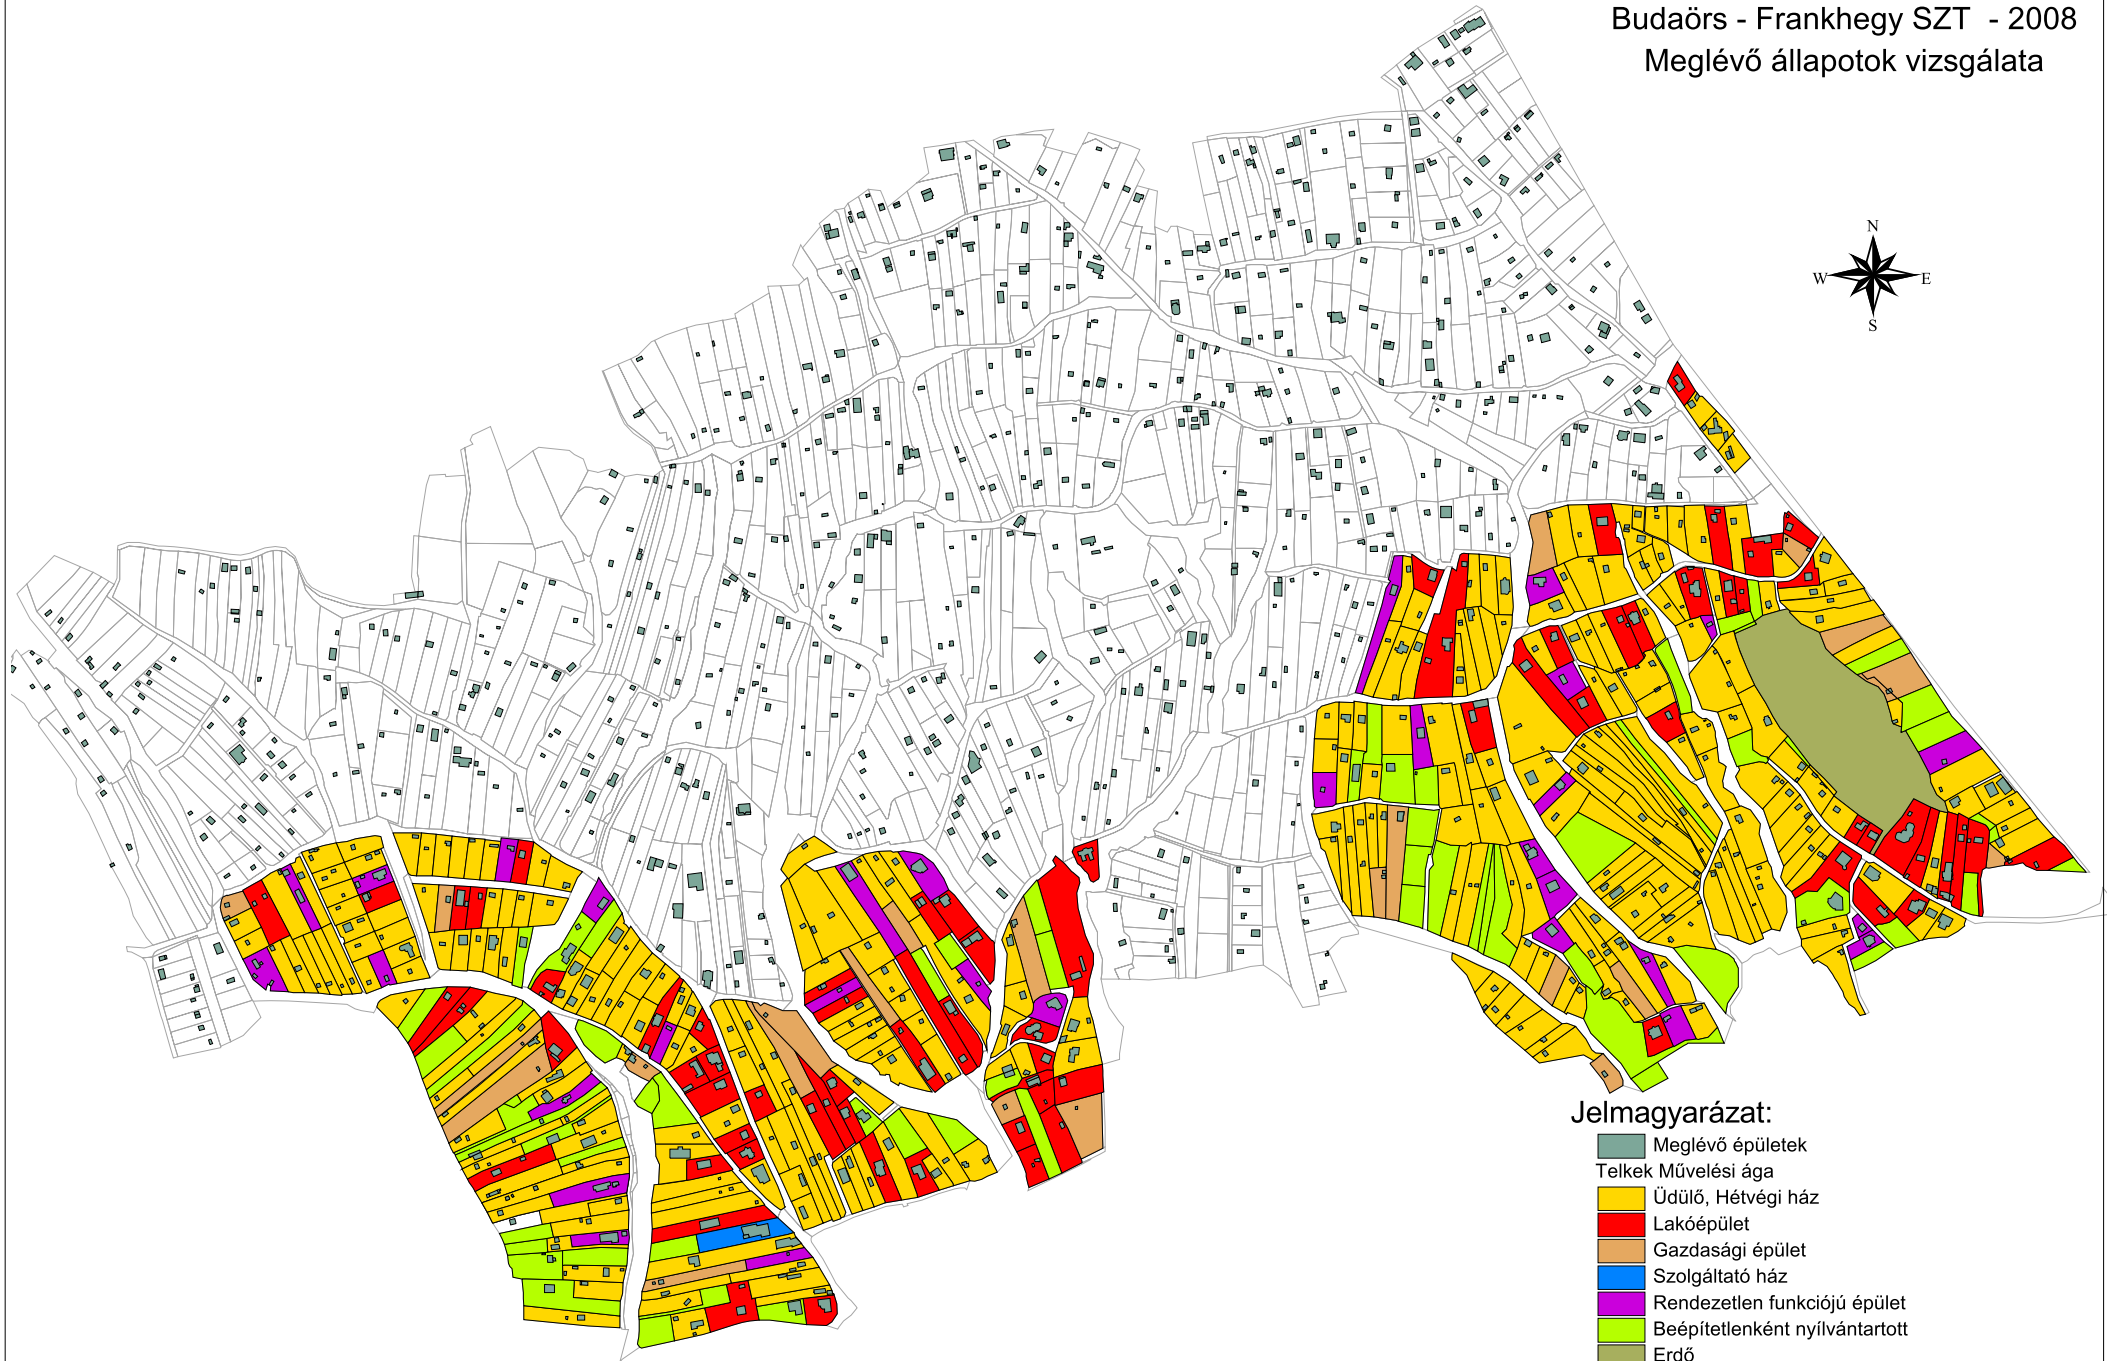 Budaörs - Frankhegy SZT - 2008
Meglévő állapotok vizsgálata
N
W E
S
Jelmagyarázat:
Meglévő épületek
Telkek Művelési ága
Üdülő, Hétvégi ház
Lakóépület
Gazdasági épület
Szolgáltató ház
Rendezetlen funkciójú épület
Beépítetlenként nyílvántartott
Erdő